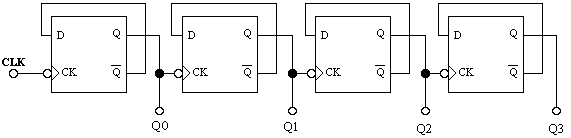 D Q D Q D Q D Q
CLK CK Q̅ CK Q̅ CK Q̅ CK Q̅
Q0 Q1 Q2 Q3